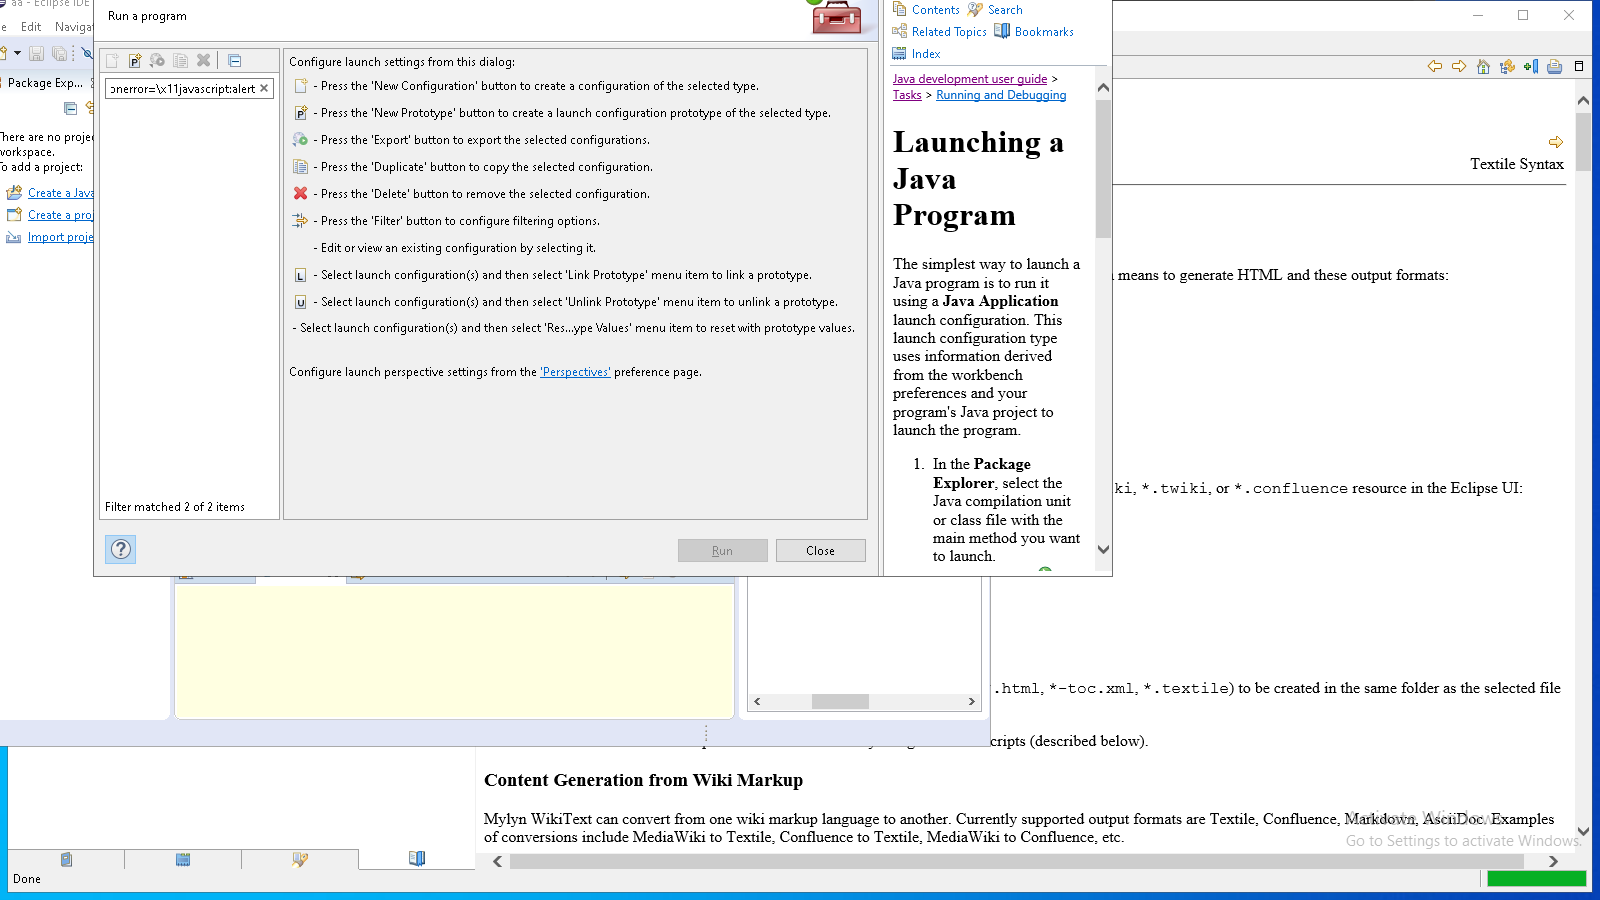 aa - Eclipse IDE
Edit
Run a program
Package Exp...
onerror=\x11javascript:alert
There are no
workspace.
To add a project:
Create a Java
Create a
Import
Filter matched 2 of 2 items
Configure launch settings from this dialog:
- Press the 'New Configuration' button to create a configuration of the selected type.
- Press the 'New Prototype' button to create a launch configuration prototype of the selected type.
- Press the 'Export' button to export the selected configurations.
- Press the 'Duplicate' button to copy the selected configuration.
- Press the 'Delete' button to remove the selected configuration.
- Press the 'Filter' button to configure filtering options.
- Edit or view an existing configuration by selecting it.
L - Select launch configuration(s) and then select 'Link Prototype' menu item to link a prototype.
U - Select launch configuration(s) and then select 'Unlink Prototype' menu item to unlink a prototype.
- Select launch configuration(s) and then select 'Res...ype Values' menu item to reset with prototype values.
Configure launch perspective settings from the 'Perspectives' preference page.
?
Run
Close
Contents
Search
Related Topics
Bookmarks
Index
Java development user guide >
Tasks > Running and Debugging
Launching a
Java
Program
The simplest way to launch a
Java program is to run it
using a Java Application
launch configuration. This
launch configuration type
uses information derived
from the workbench
preferences and your
program's Java project to
launch the program.
1. In the Package
Explorer, select the
Java compilation unit
or class file with the
main method you want
to launch.
Textile Syntax
means to generate HTML and these output formats:
ki, *.twiki, or *.confluence resource in the Eclipse UI:
.html, *-toc.xml, *.textile) to be created in the same folder as the selected file
cripts (described below).
Content Generation from Wiki Markup
Mylyn WikiText can convert from one wiki markup language to another. Currently supported output formats are Textile, Confluence, Markdown, AsciiDoc. Examples
of conversions include MediaWiki to Textile, Confluence to Textile, MediaWiki to Confluence, etc.
Activate Windows
Go to Settings to activate Windows.
Done